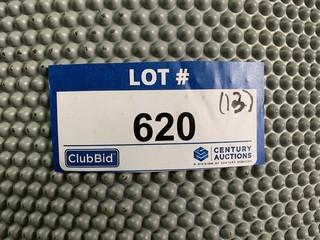 LOT #
(13)
620
ClubBid
CENTURY
AUCTIONS
A DIVISION OF CENTURY SERVICES